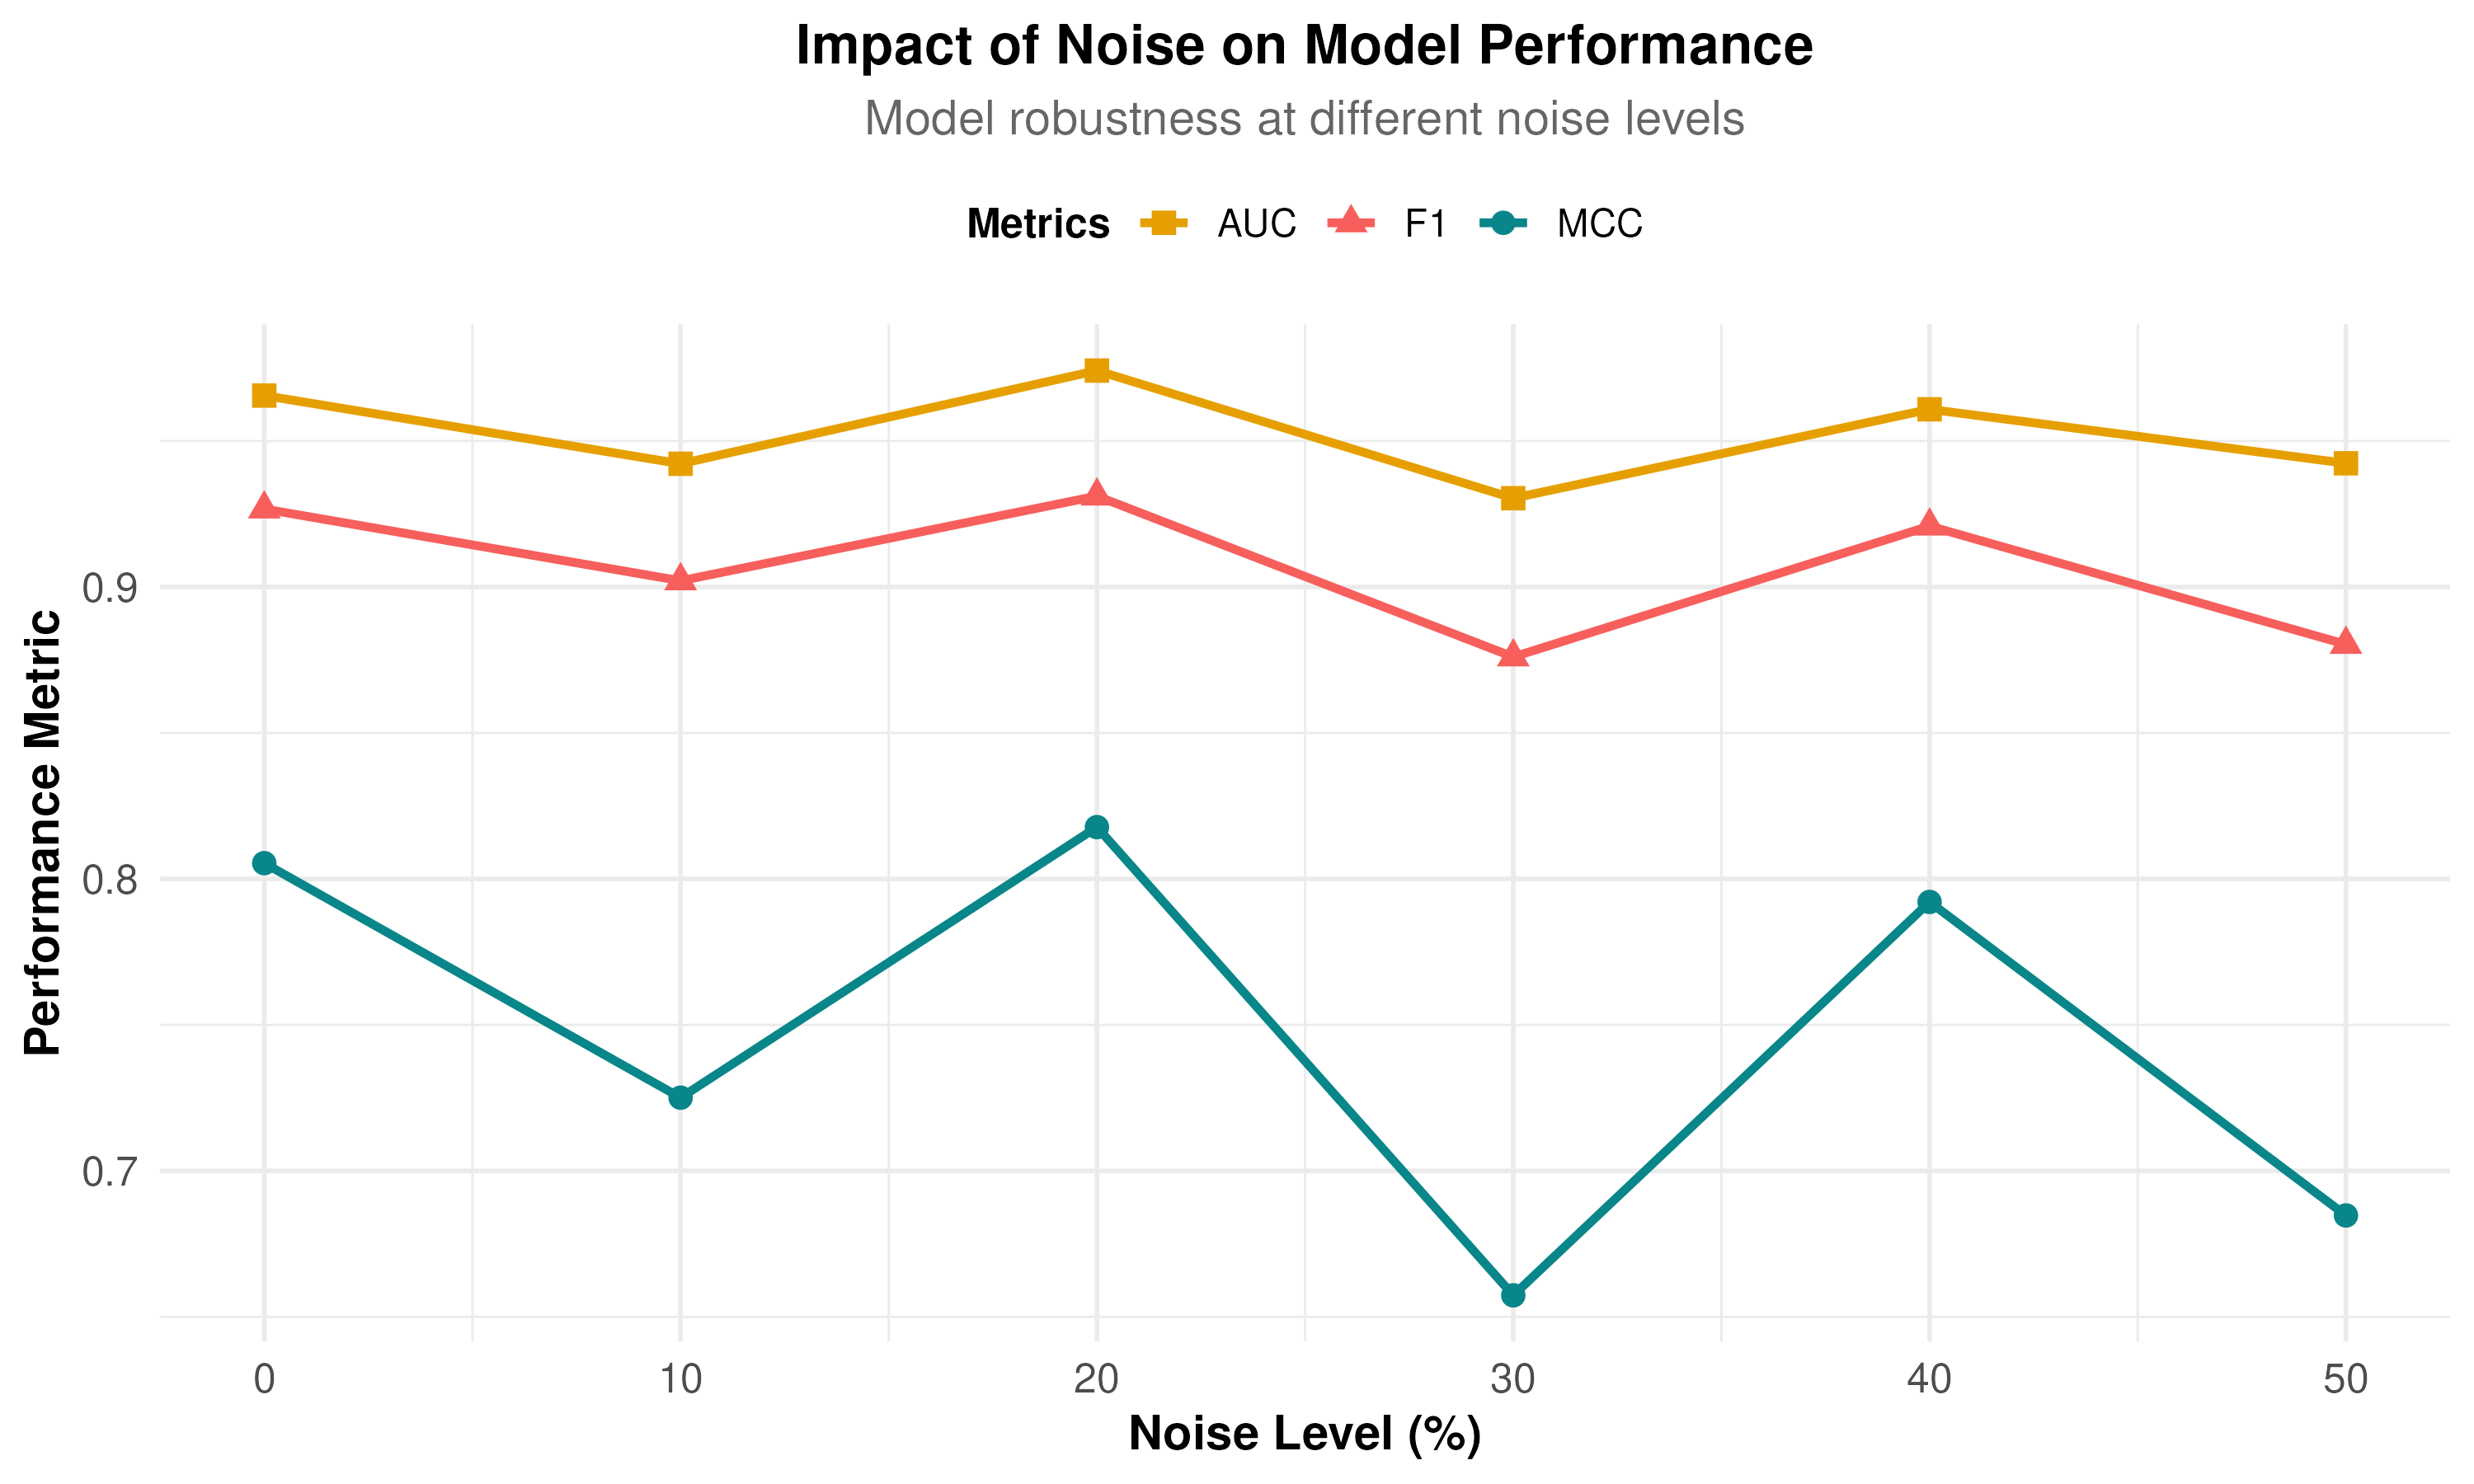 Impact of Noise on Model Performance
Model robustness at different noise levels
Metrics AUC F1 MCC
Performance Metric
0.9
0.8
0.7
0 10 20 30 40 50
Noise Level (%)